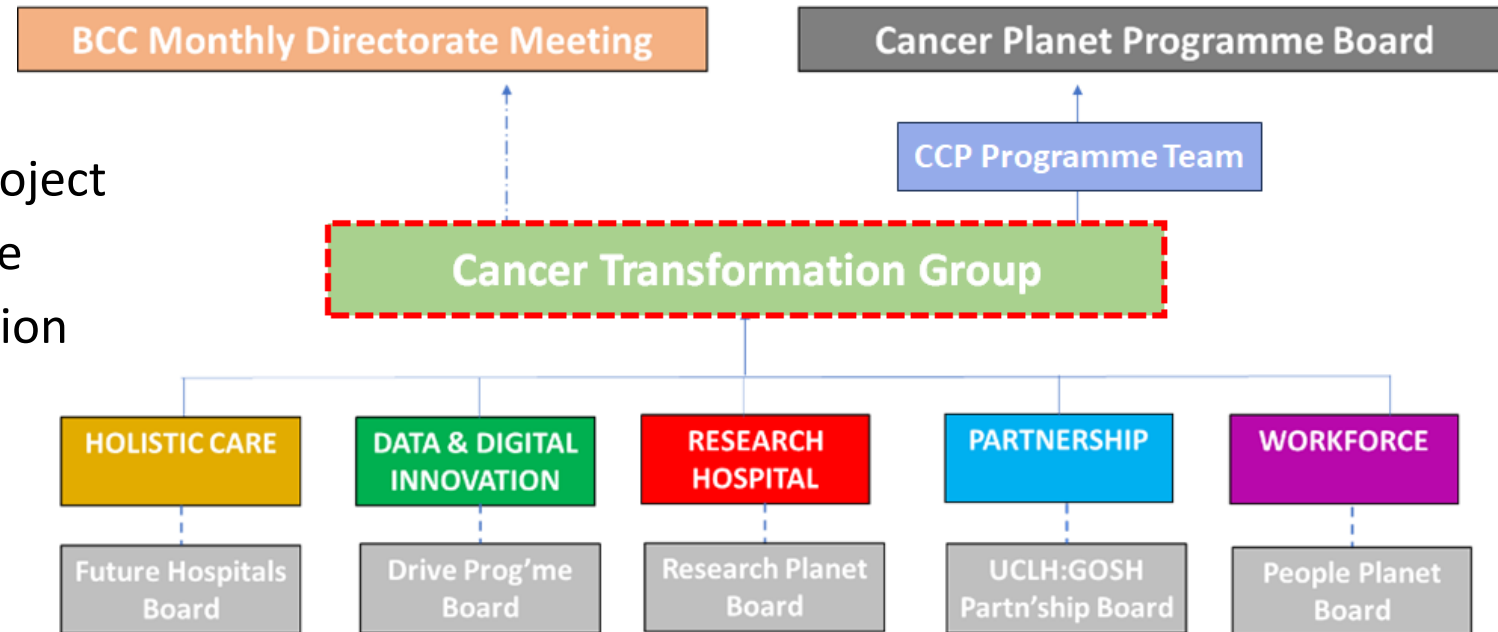 BCC Monthly Directorate Meeting
Cancer Planet Programme Board
CCP Programme Team
Cancer Transformation Group
HOLISTIC CARE
DATA & DIGITAL
INNOVATION
RESEARCH
HOSPITAL
PARTNERSHIP
WORKFORCE
Future Hospitals
Board
Drive Prog’me
Board
Research Planet
Board
UCLH:GOSH
Partn’ship Board
People Planet
Board